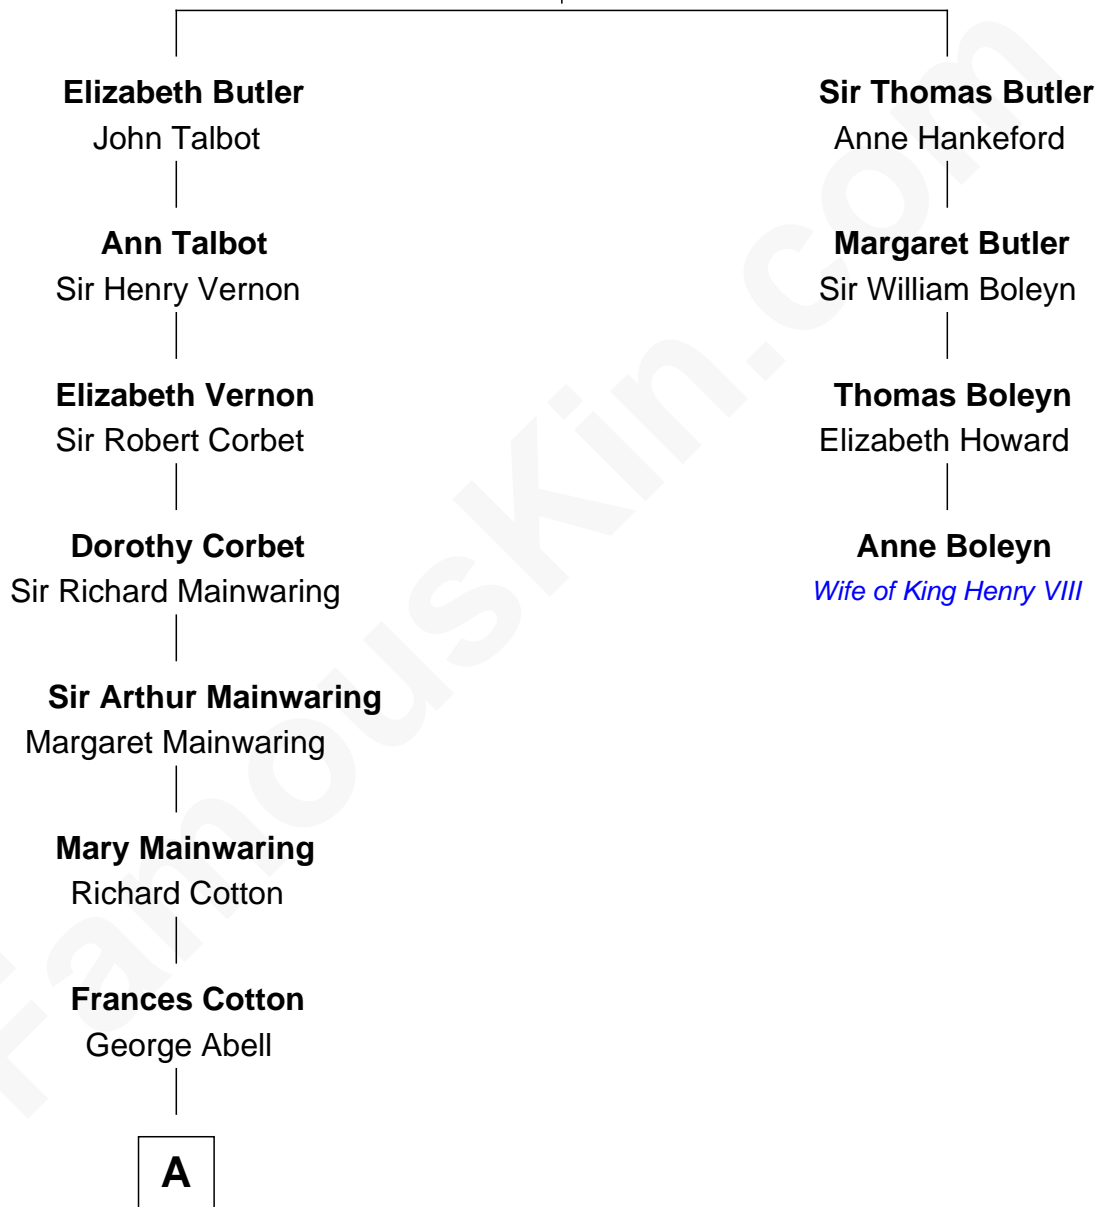 Elizabeth Butler
John Talbot
Ann Talbot
Sir Henry Vernon
Elizabeth Vernon
Sir Robert Corbet
Dorothy Corbet
Sir Richard Mainwaring
Sir Arthur Mainwaring
Margaret Mainwaring
Mary Mainwaring
Richard Cotton
Frances Cotton
George Abell
A
Sir Thomas Butler
Anne Hankeford
Margaret Butler
Sir William Boleyn
Thomas Boleyn
Elizabeth Howard
Anne Boleyn
Wife of King Henry VIII
FamousKin.com